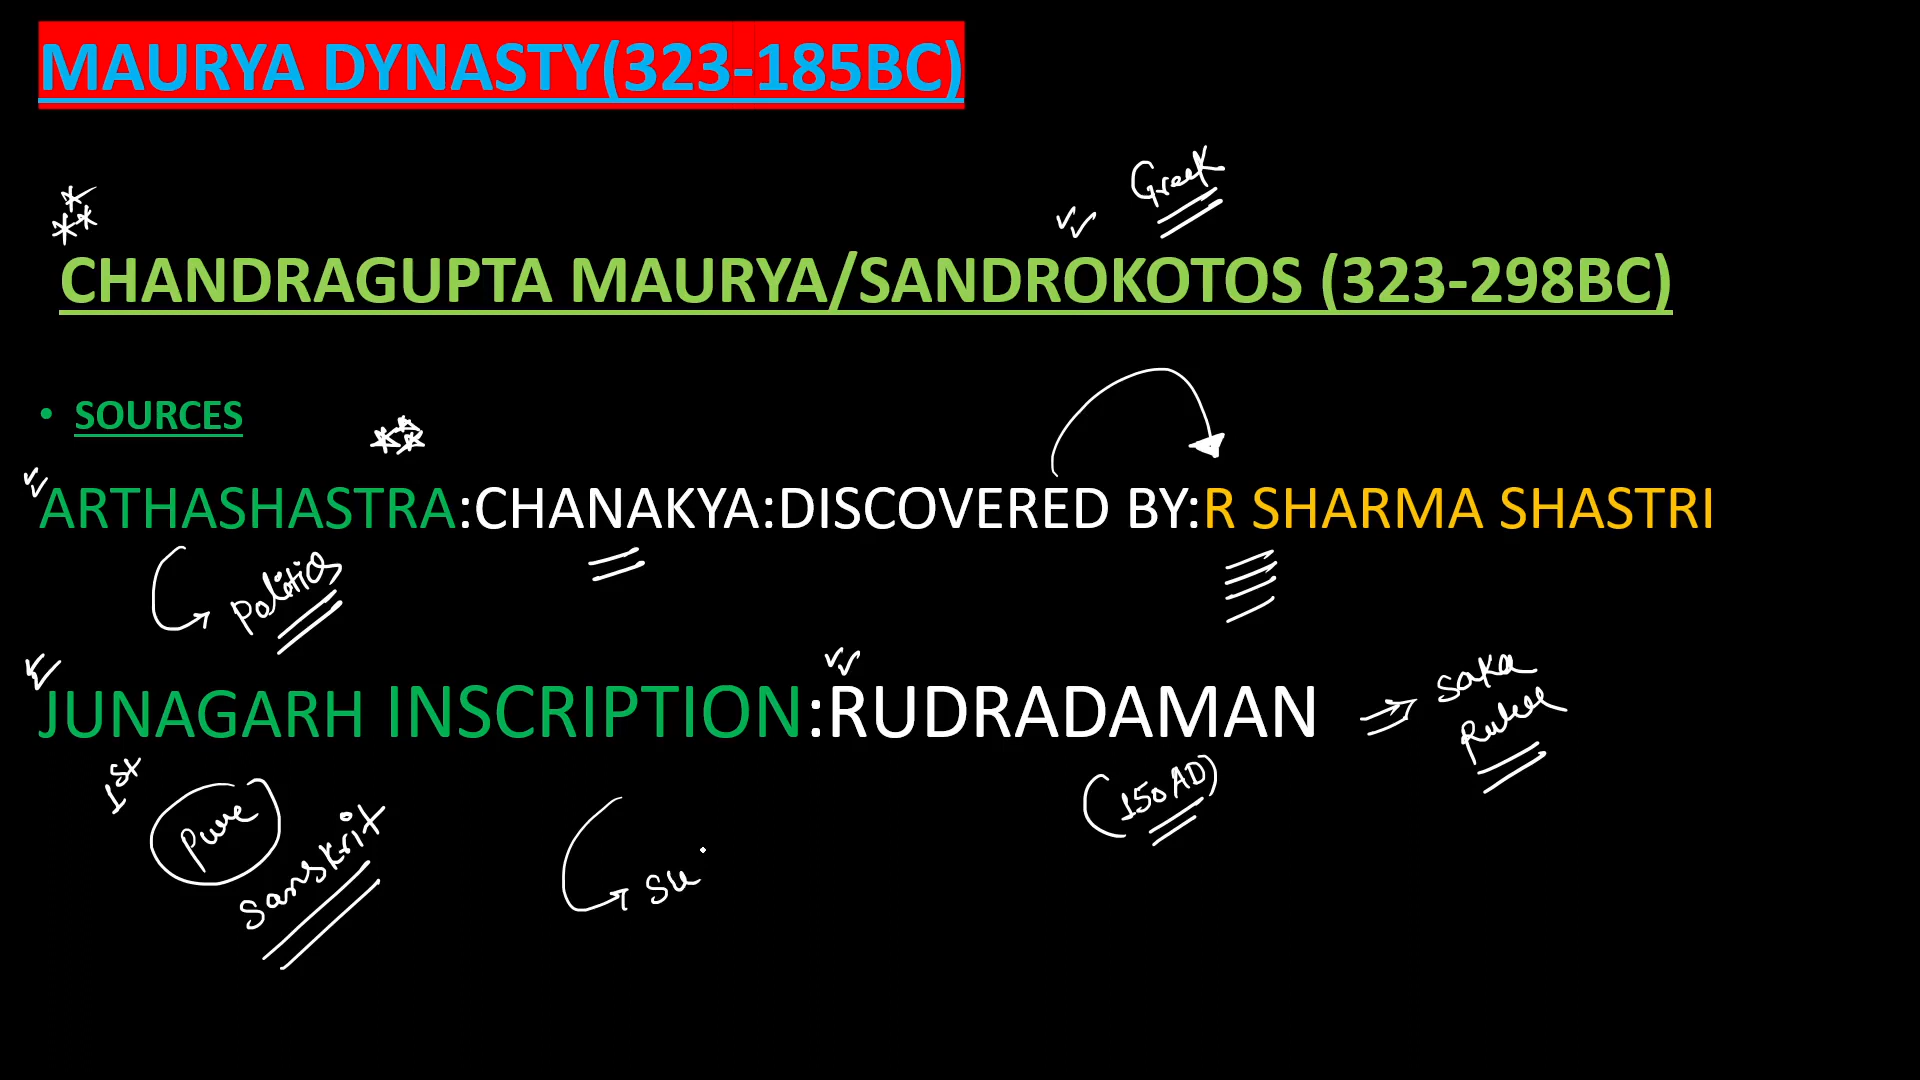 MAURYA DYNASTY(323-185BC)
Greek
CHANDRAGUPTA MAURYA/SANDROKOTOS (323-298BC)
• SOURCES
ARTHASHASTRA:CHANAKYA:DISCOVERED BY:R SHARMA SHASTRI
Politics
JUNAGARH INSCRIPTION:RUDRADAMAN
saka
Ruler
1st
Pure
Sanskrit
(150 AD)
Su